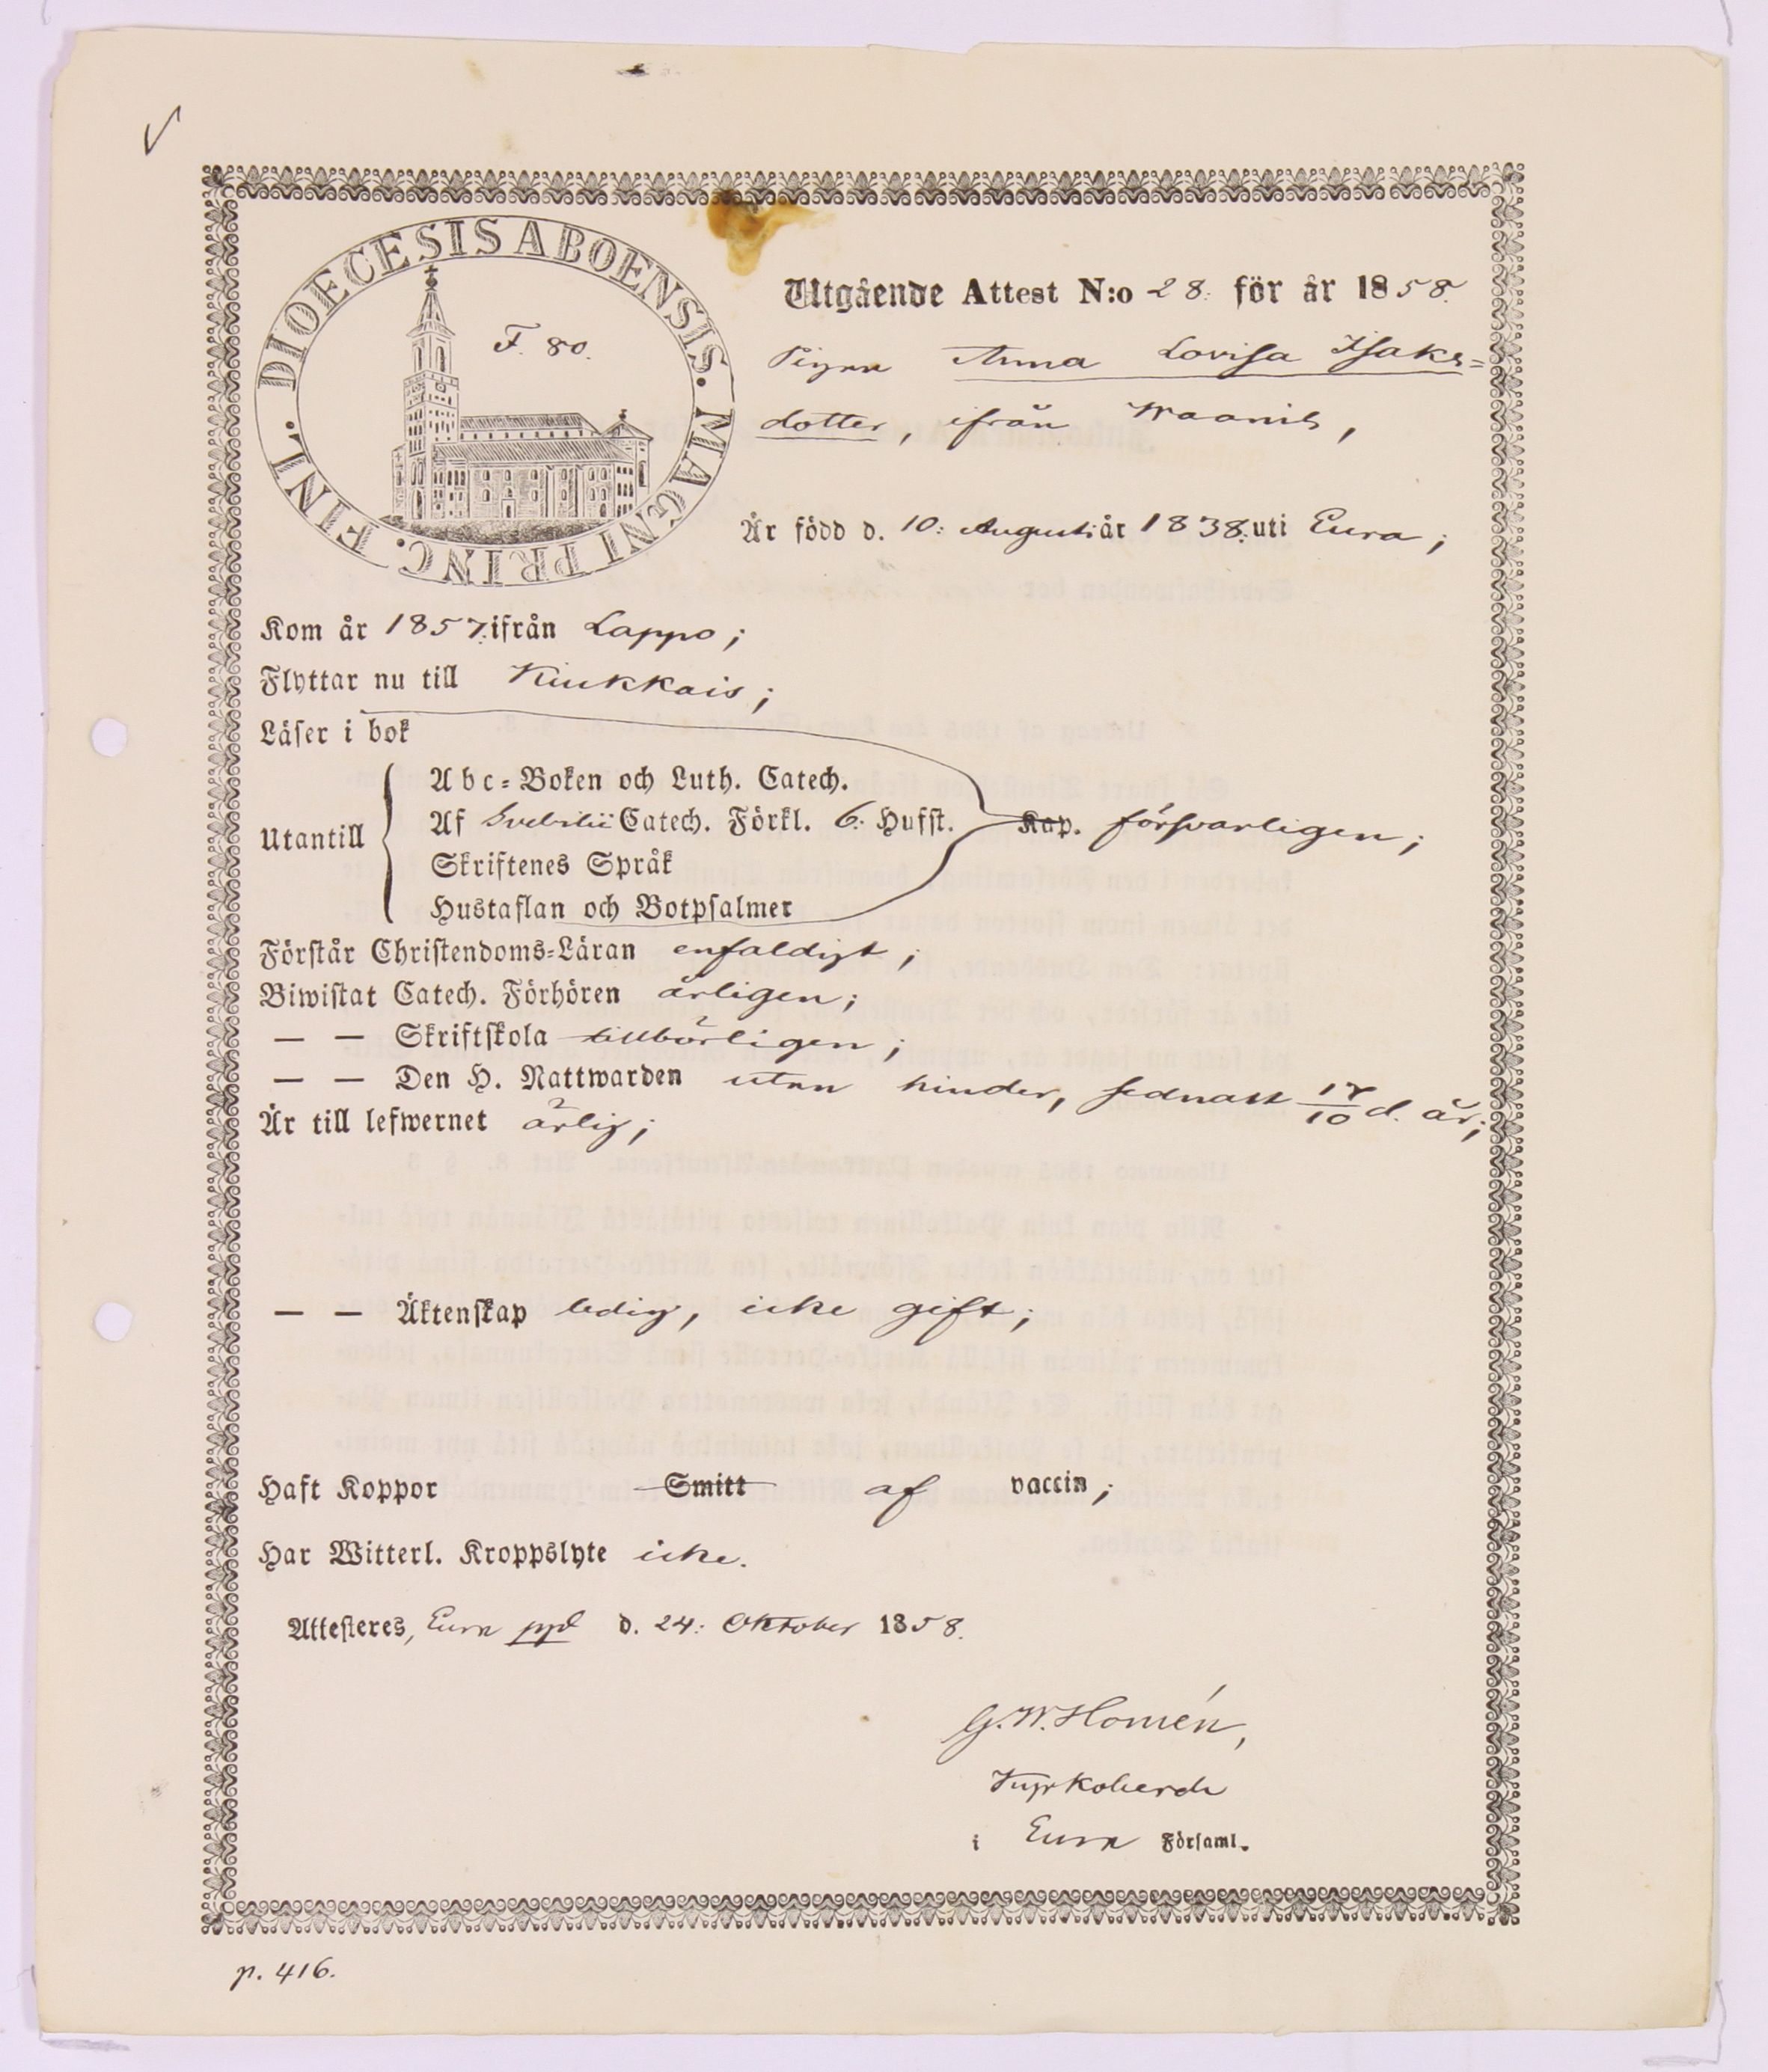 DIOECESIS ABOENSIS. MAGNI PRINC. FINL.
F. 80.
Utgående Attest N:o 28. för år 1858.
Pigan Anna Lovisa Isaks-
dotter, ifrån Waanis,
Är född d. 10: Augusti år 1838. uti Eura;
Kom år 1857. ifrån Lappo;
Flyttar nu till Kiukkais;
Läser i bok
Utantill
Abc-Boken och Luth. Catech.
Af Svebilii Catech. Förkl. 6. Hufst. Kap. försvarligen;
Skriftenes Språk
Hustaflan och Botpsalmer
Förstår Christendoms-Läran enfaldigt;
Biwistat Catech. Förhören årligen;
— — Skriftskola tillbörligen;
— — Den H. Nattwarden utan hinder, sednast 17/10 d. år;
Är till lefwernet ärlig;
— — Äktenskap ledig, icke gift;
Haft Koppor Smitt af vaccin;
Har Witterl. Kroppslyte icke.
Attesteres, Eura ppd d. 24: Oktober 1858.
G. W. Homén,
Kyrkoherde
i Eura Församl.
p. 416.